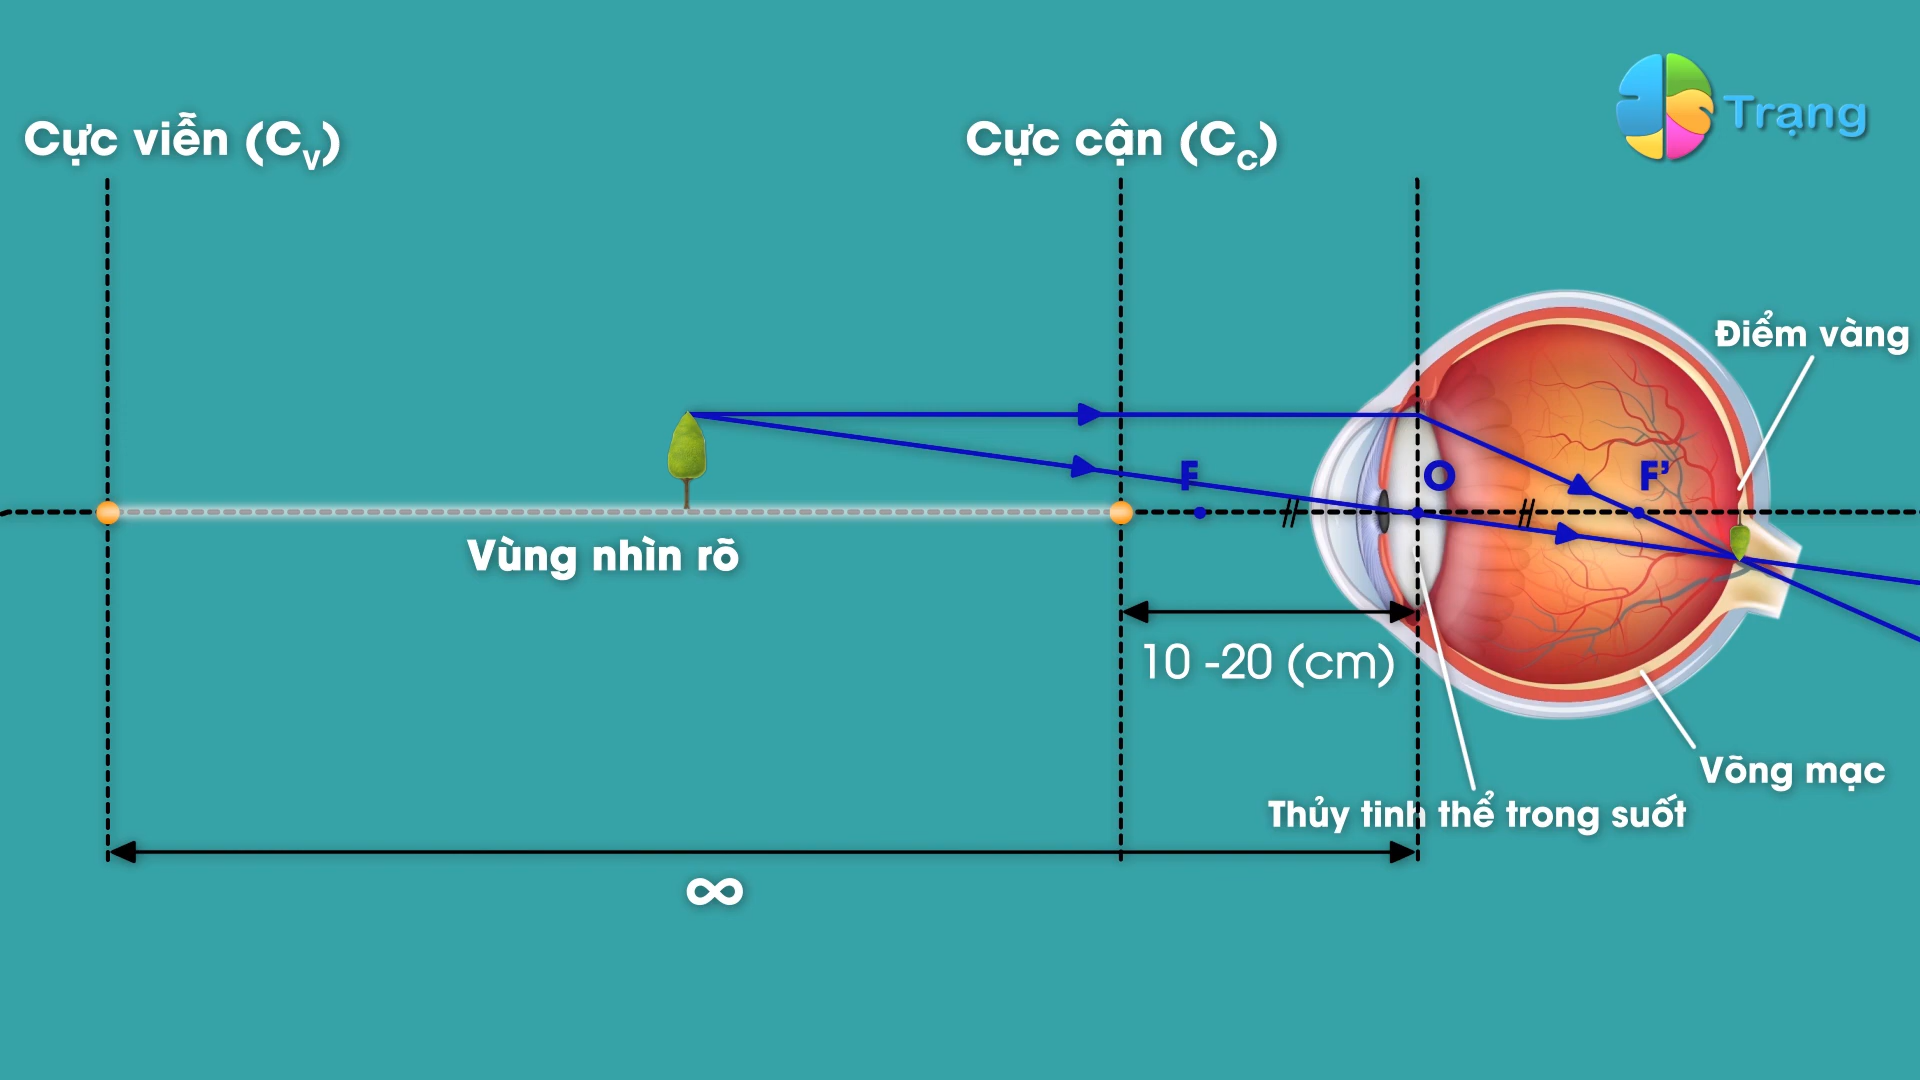 Trạng
Cực viễn (Cv)
Cực cận (Cc)
Điểm vàng
F
O
F'
Vùng nhìn rõ
10 -20 (cm)
Võng mạc
Thủy tinh thể trong suốt
∞